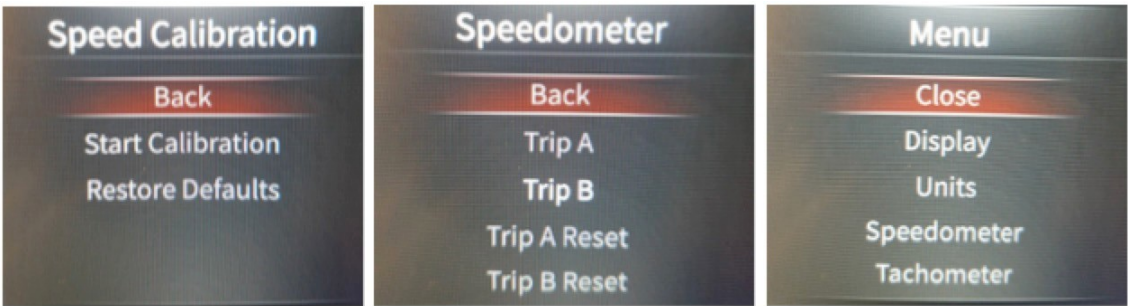 Speed Calibration
Back
Start Calibration
Restore Defaults
Speedometer
Back
Trip A
Trip B
Trip A Reset
Trip B Reset
Menu
Close
Display
Units
Speedometer
Tachometer